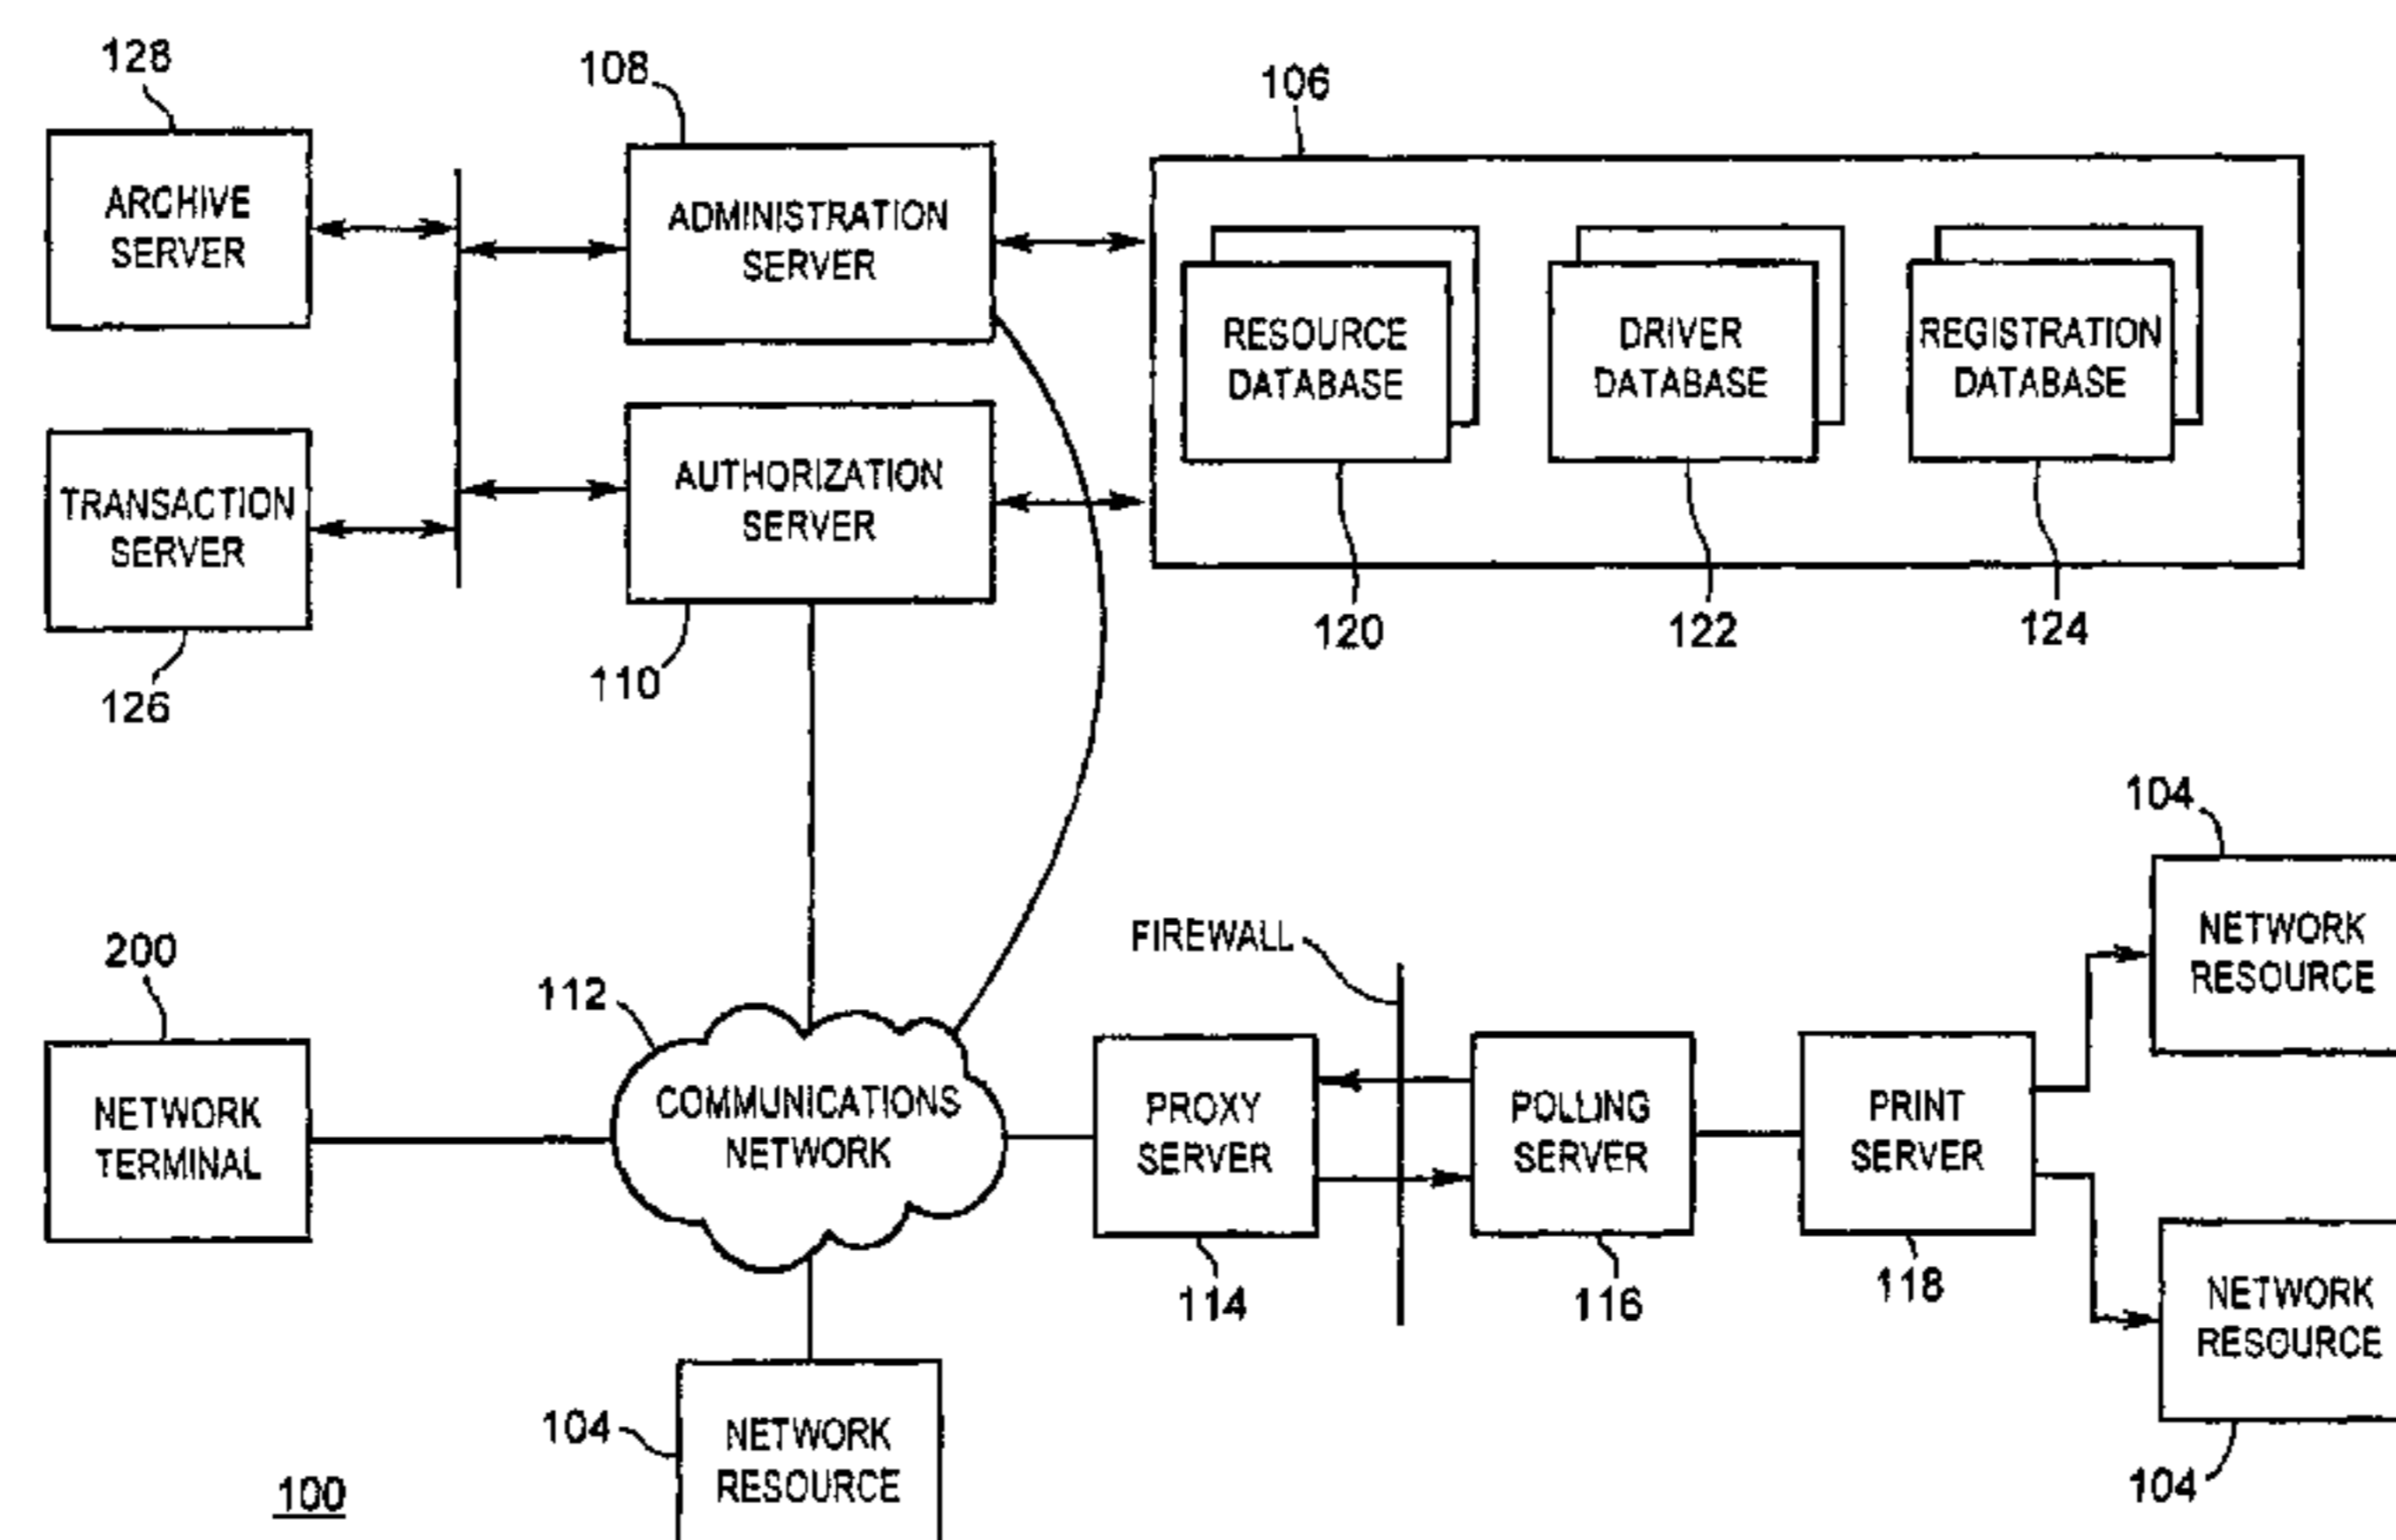 128
108
106
ARCHIVE
SERVER
ADMINISTRATION
SERVER
RESOURCE
DATABASE
DRIVER
DATABASE
REGISTRATION
DATABASE
TRANSACTION
SERVER
AUTHORIZATION
SERVER
120
122
124
126
110
104
FIREWALL
NETWORK
RESOURCE
200
112
NETWORK
TERMINAL
COMMUNICATIONS
NETWORK
PROXY
SERVER
POLLING
SERVER
PRINT
SERVER
114
116
118
NETWORK
RESOURCE
104
NETWORK
RESOURCE
104
100